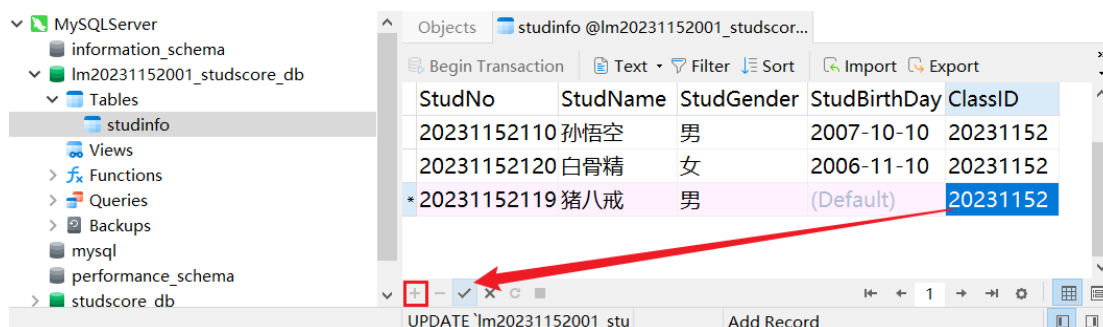 MySQLServer
information_schema
lm20231152001_studscore_db
Tables
studinfo
Views
Functions
Queries
Backups
mysql
performance_schema
studscore_db
Objects studinfo @lm20231152001_studscor...
Begin Transaction Text Filter Sort Import Export
StudNo StudName StudGender StudBirthDay ClassID
20231152110 孙悟空 男 2007-10-10 20231152
20231152120 白骨精 女 2006-11-10 20231152
* 20231152119 猪八戒 男 (Default) 20231152
1
UPDATE `lm20231152001_stu Add Record